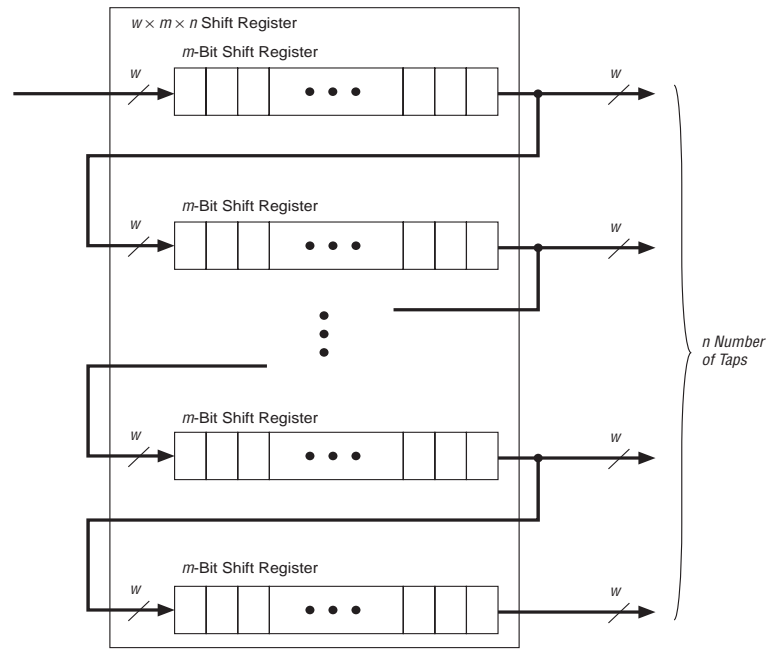 w × m × n Shift Register
m-Bit Shift Register
w
w
m-Bit Shift Register
w
w
n Number
of Taps
m-Bit Shift Register
w
w
m-Bit Shift Register
w
w